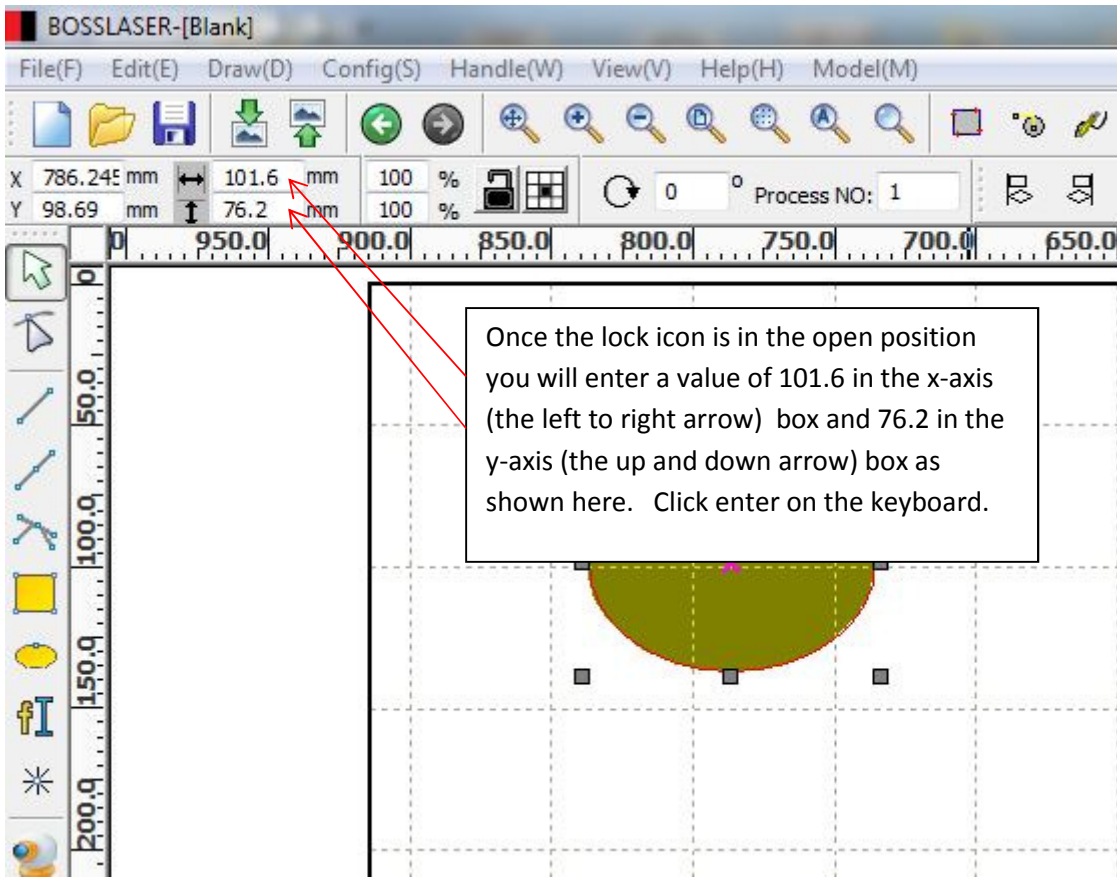 BOSSLASER-[Blank]
File(F) Edit(E) Draw(D) Config(S) Handle(W) View(V) Help(H) Model(M)
X 786.245 mm 101.6 mm 100 % 0 ° Process NO: 1
Y 98.69 mm 76.2 mm 100 %
0 950.0 900.0 850.0 800.0 750.0 700.0 650.0
0
50.0
100.0
150.0
200.0
Once the lock icon is in the open position
you will enter a value of 101.6 in the x-axis
(the left to right arrow) box and 76.2 in the
y-axis (the up and down arrow) box as
shown here. Click enter on the keyboard.